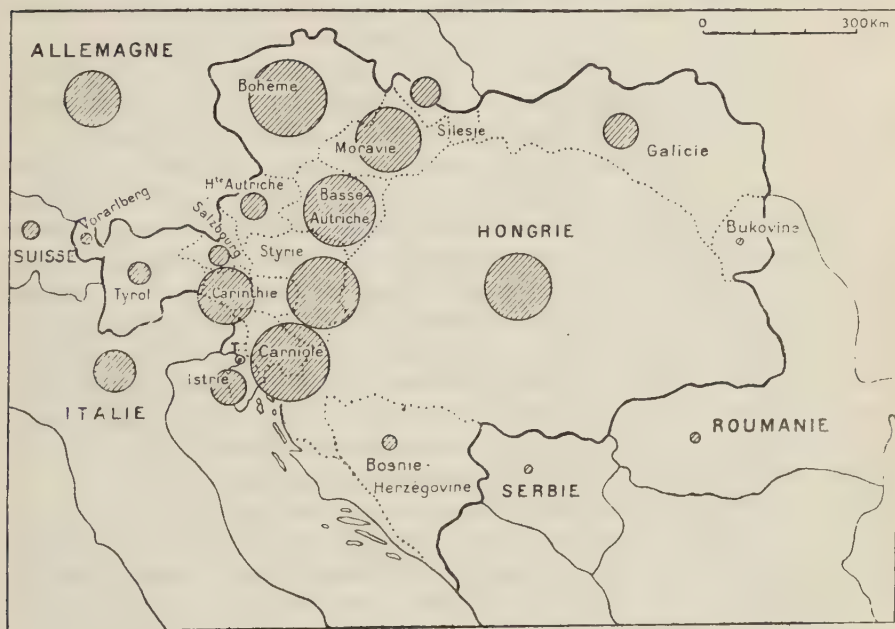 0 300Km
ALLEMAGNE
Bohême
Silesie
Moravie
Galicie
Hte Autriche
Vorarlberg
Salzbourg
Basse-
Autriche
SUISSE
Styrie
HONGRIE
Bukovine
Tyrol
Carinthie
T.
Carniole
Istrie
ITALIE
ROUMANIE
Bosnie-
Herzégovine
SERBIE